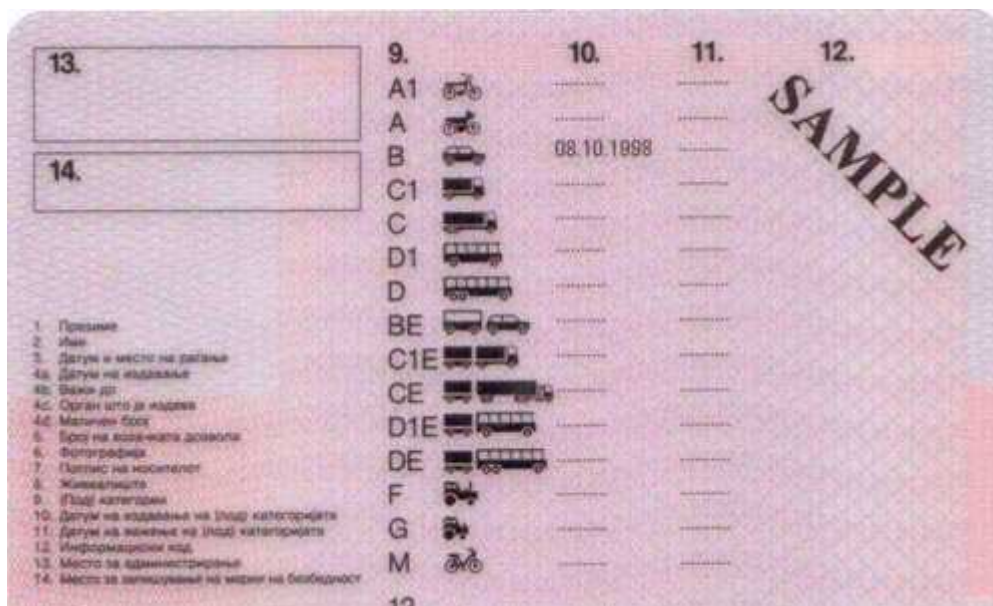 13.
14.
9. 10. 11. 12.
A1
A
B 08.10.1998
C1
C
D1
D
BE
C1E
CE
D1E
DE
F
G
M
12.
SAMPLE
1. Презиме
2. Име
3. Датум и место на раѓање
4a. Датум на издавање
4b. Важи до
4c. Орган што ја издава
4d. Матичен број
5. Број на возачката дозвола
6. Фотографија
7. Потпис на носителот
8. Живеалиште
9. (Под) категории
10. Датум на издавање на (под) категоријата
11. Датум на важење на (под) категоријата
12. Информациски код
13. Место за администрирање
14. Место за запишување на мерки на безбедност